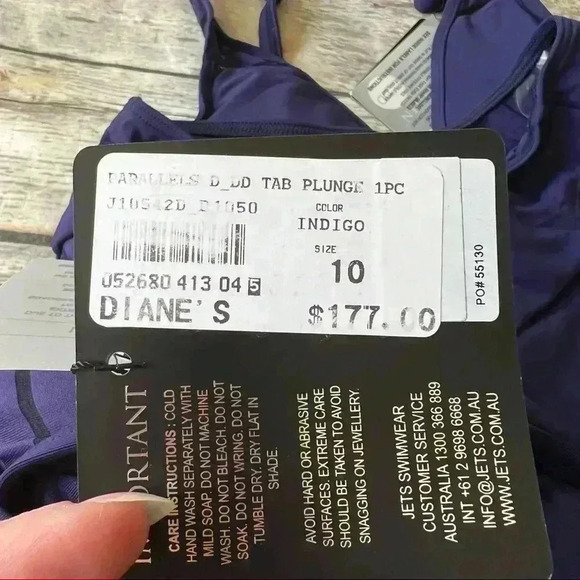 PARALLELS D_DD TAB PLUNGE 1PC
J10542D_D1050
COLOR
INDIGO
SIZE
10
052680 413 04 5
DIANE'S
$177.00
PO# 55130
CARE INSTRUCTIONS : COLD
HAND WASH SEPARATELY WITH
MILD SOAP DO NOT MACHINE
WASH. DO NOT BLEACH. DO NOT
SOAK. DO NOT WRING. DO NOT
TUMBLE DRY. DRY FLAT IN
SHADE.
AVOID HARD OR ABRASIVE
SURFACES. EXTREME CARE
SHOULD BE TAKEN TO AVOID
SNAGGING ON JEWELLERY.
JETS SWIMWEAR
CUSTOMER SERVICE
AUSTRALIA 1300 366 889
INT +61 2 9698 6668
INFO@JETS.COM.AU
WWW.JETS.COM.AU